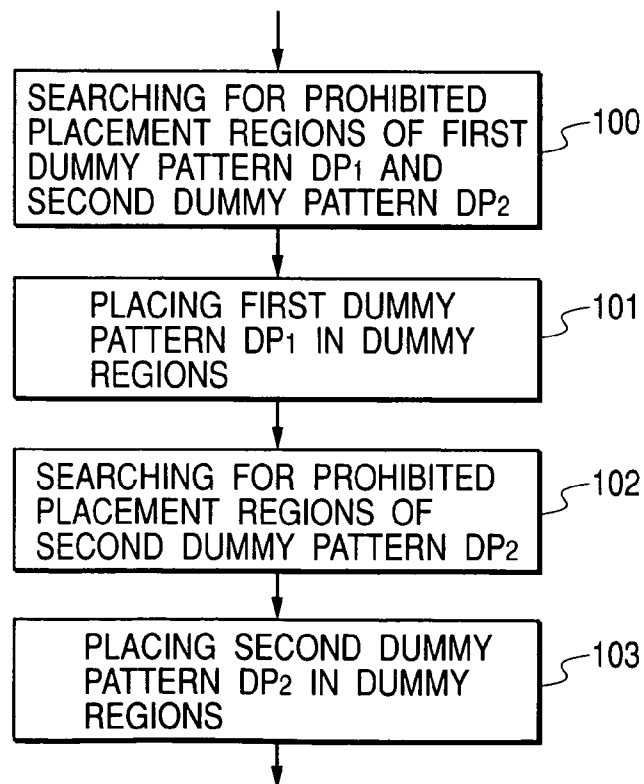 SEARCHING FOR PROHIBITED
PLACEMENT REGIONS OF FIRST
DUMMY PATTERN DP1 AND
SECOND DUMMY PATTERN DP2
100
PLACING FIRST DUMMY
PATTERN DP1 IN DUMMY
REGIONS
101
SEARCHING FOR PROHIBITED
PLACEMENT REGIONS OF
SECOND DUMMY PATTERN DP2
102
PLACING SECOND DUMMY
PATTERN DP2 IN DUMMY
REGIONS
103